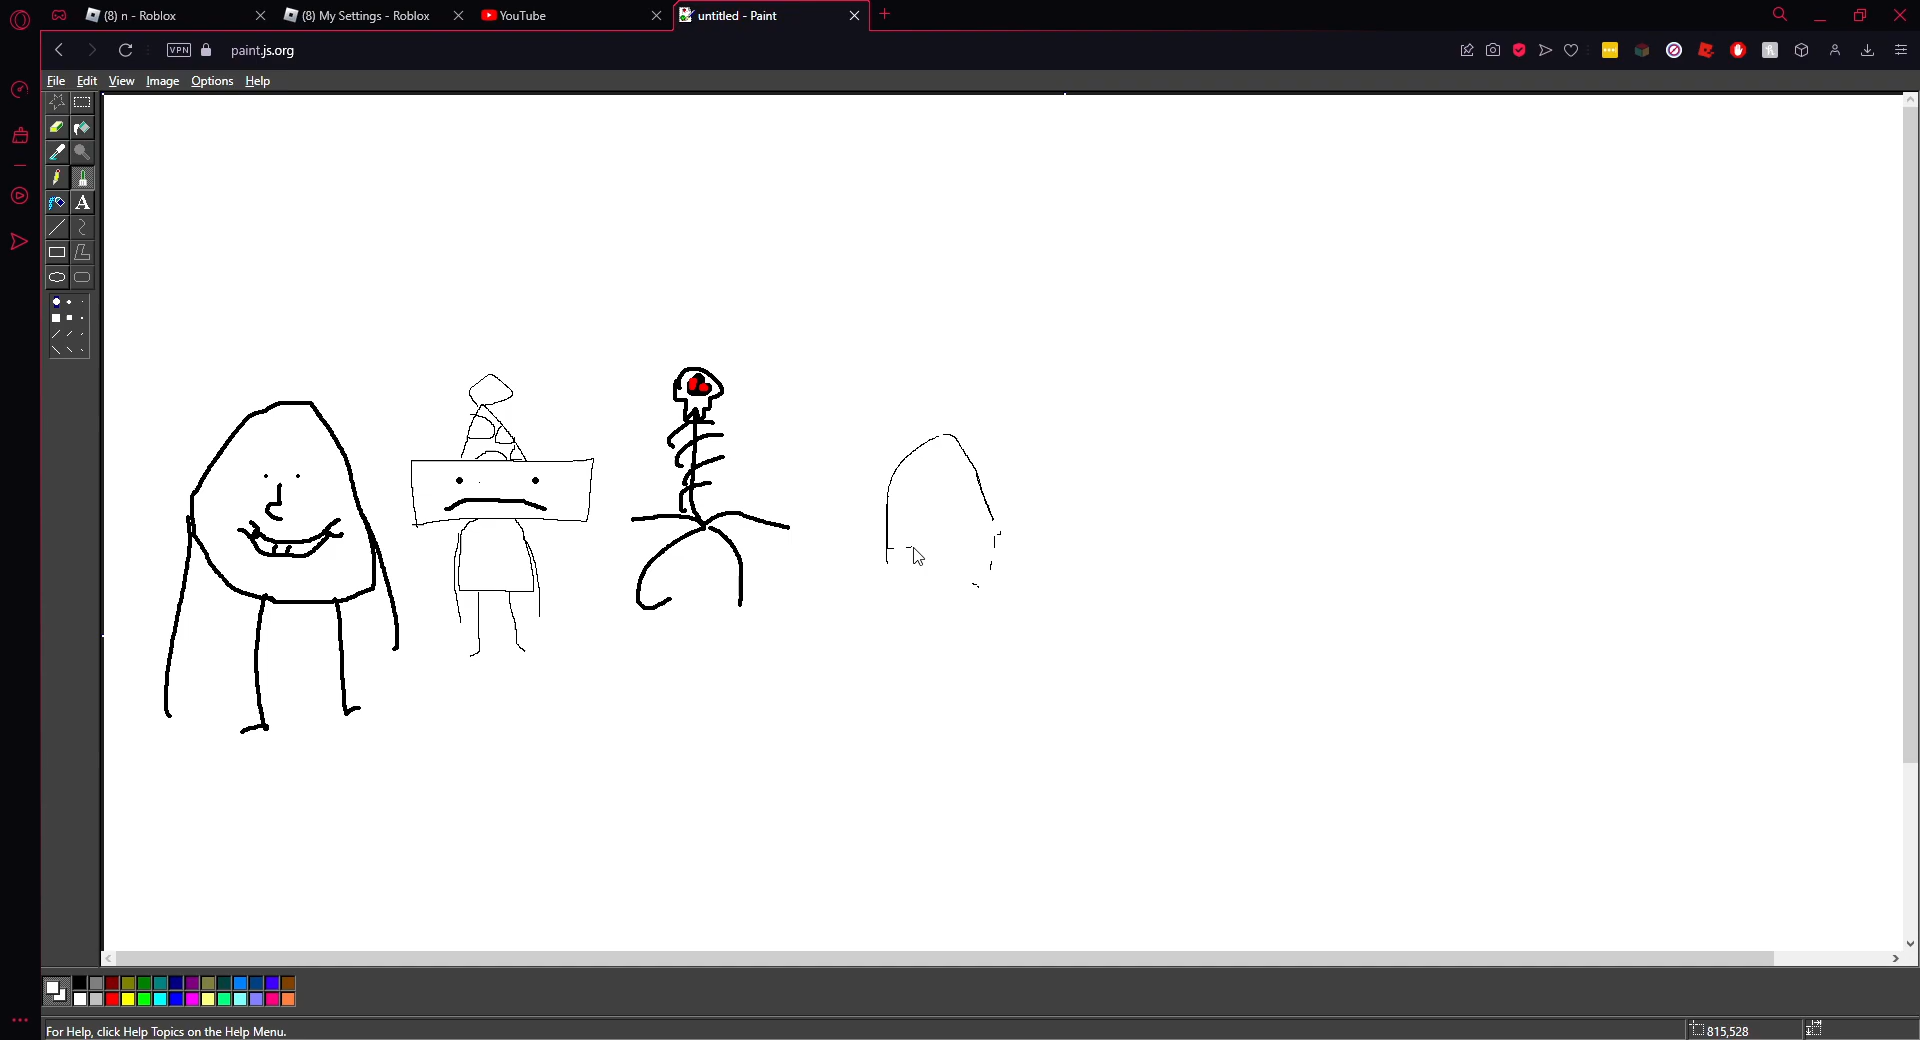 (8) n - Roblox
(8) My Settings - Roblox
YouTube
untitled - Paint
VPN
paint.js.org
File Edit View Image Options Help
A
For Help, click Help Topics on the Help Menu.
815,528